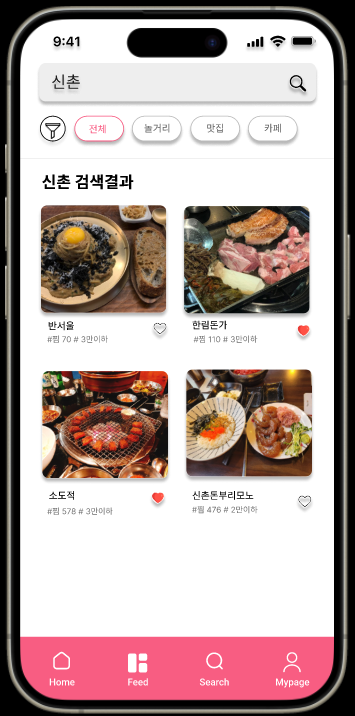 9:41
신촌
전체 놀거리 맛집 카페
신촌 검색결과
반서울
#찜 70 # 3만이하
한림돈가
#찜 110 # 3만이하
소도적
#찜 578 # 3만이하
신촌돈부리모노
#찜 476 # 2만이하
Home Feed Search Mypage